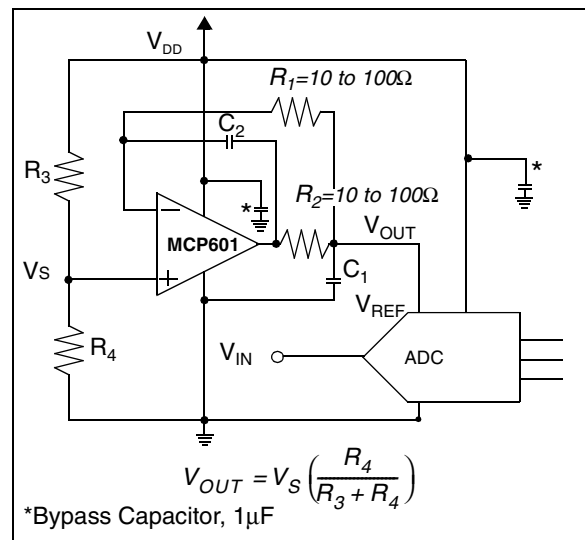 V_DD
R_1=10 to 100Ω
C_2
R_3
*
*
R_2=10 to 100Ω
V_OUT
−
MCP601
V_S
+
C_1
V_REF
R_4
V_IN
ADC
V_OUT = V_S (R_4 / (R_3 + R_4))
*Bypass Capacitor, 1μF